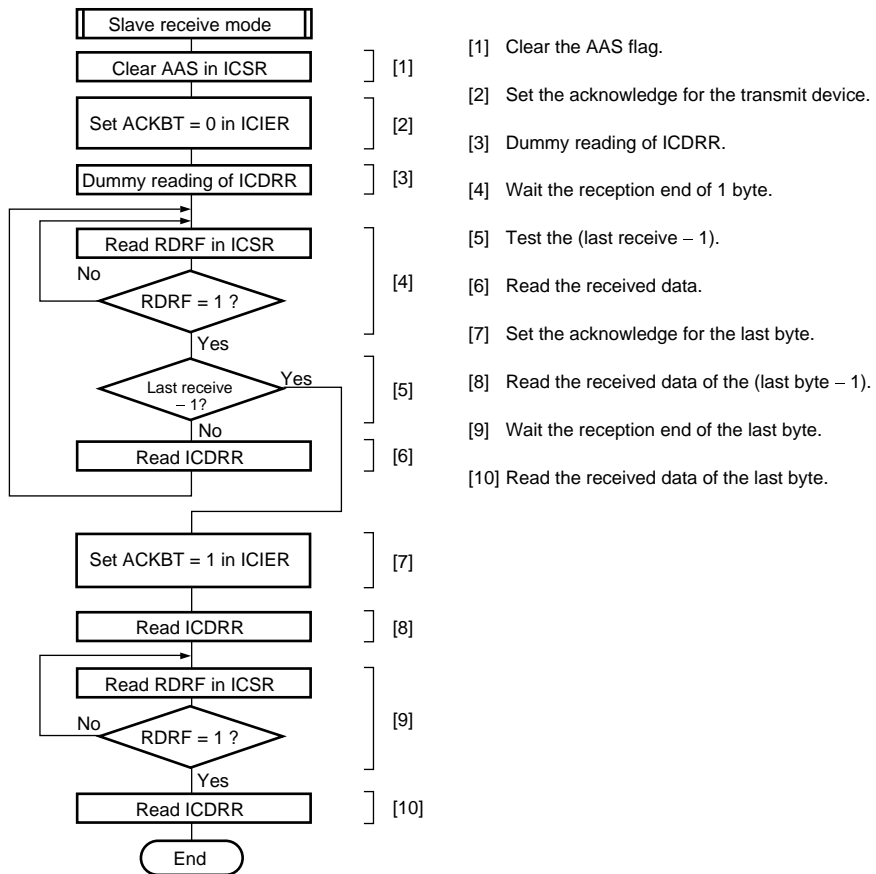 Slave receive mode
Clear AAS in ICSR [1]
Set ACKBT = 0 in ICIER [2]
Dummy reading of ICDRR [3]
Read RDRF in ICSR
No
RDRF = 1 ? [4]
Yes
Last receive
– 1? [5]
Yes
No
Read ICDRR [6]
Set ACKBT = 1 in ICIER [7]
Read ICDRR [8]
Read RDRF in ICSR
No
RDRF = 1 ? [9]
Yes
Read ICDRR [10]
End
[1] Clear the AAS flag.
[2] Set the acknowledge for the transmit device.
[3] Dummy reading of ICDRR.
[4] Wait the reception end of 1 byte.
[5] Test the (last receive – 1).
[6] Read the received data.
[7] Set the acknowledge for the last byte.
[8] Read the received data of the (last byte – 1).
[9] Wait the reception end of the last byte.
[10] Read the received data of the last byte.